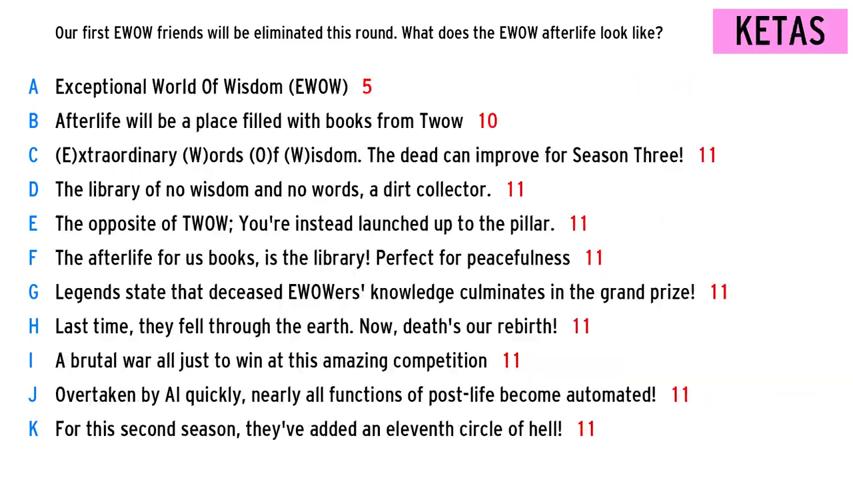 Our first EWOW friends will be eliminated this round. What does the EWOW afterlife look like?
KETAS
A Exceptional World Of Wisdom (EWOW) 5
B Afterlife will be a place filled with books from Twow 10
C (E)xtraordinary (W)ords (O)f (W)isdom. The dead can improve for Season Three! 11
D The library of no wisdom and no words, a dirt collector. 11
E The opposite of TWOW; You're instead launched up to the pillar. 11
F The afterlife for us books, is the library! Perfect for peacefulness 11
G Legends state that deceased EWOWers' knowledge culminates in the grand prize! 11
H Last time, they fell through the earth. Now, death's our rebirth! 11
I A brutal war all just to win at this amazing competition 11
J Overtaken by AI quickly, nearly all functions of post-life become automated! 11
K For this second season, they've added an eleventh circle of hell! 11